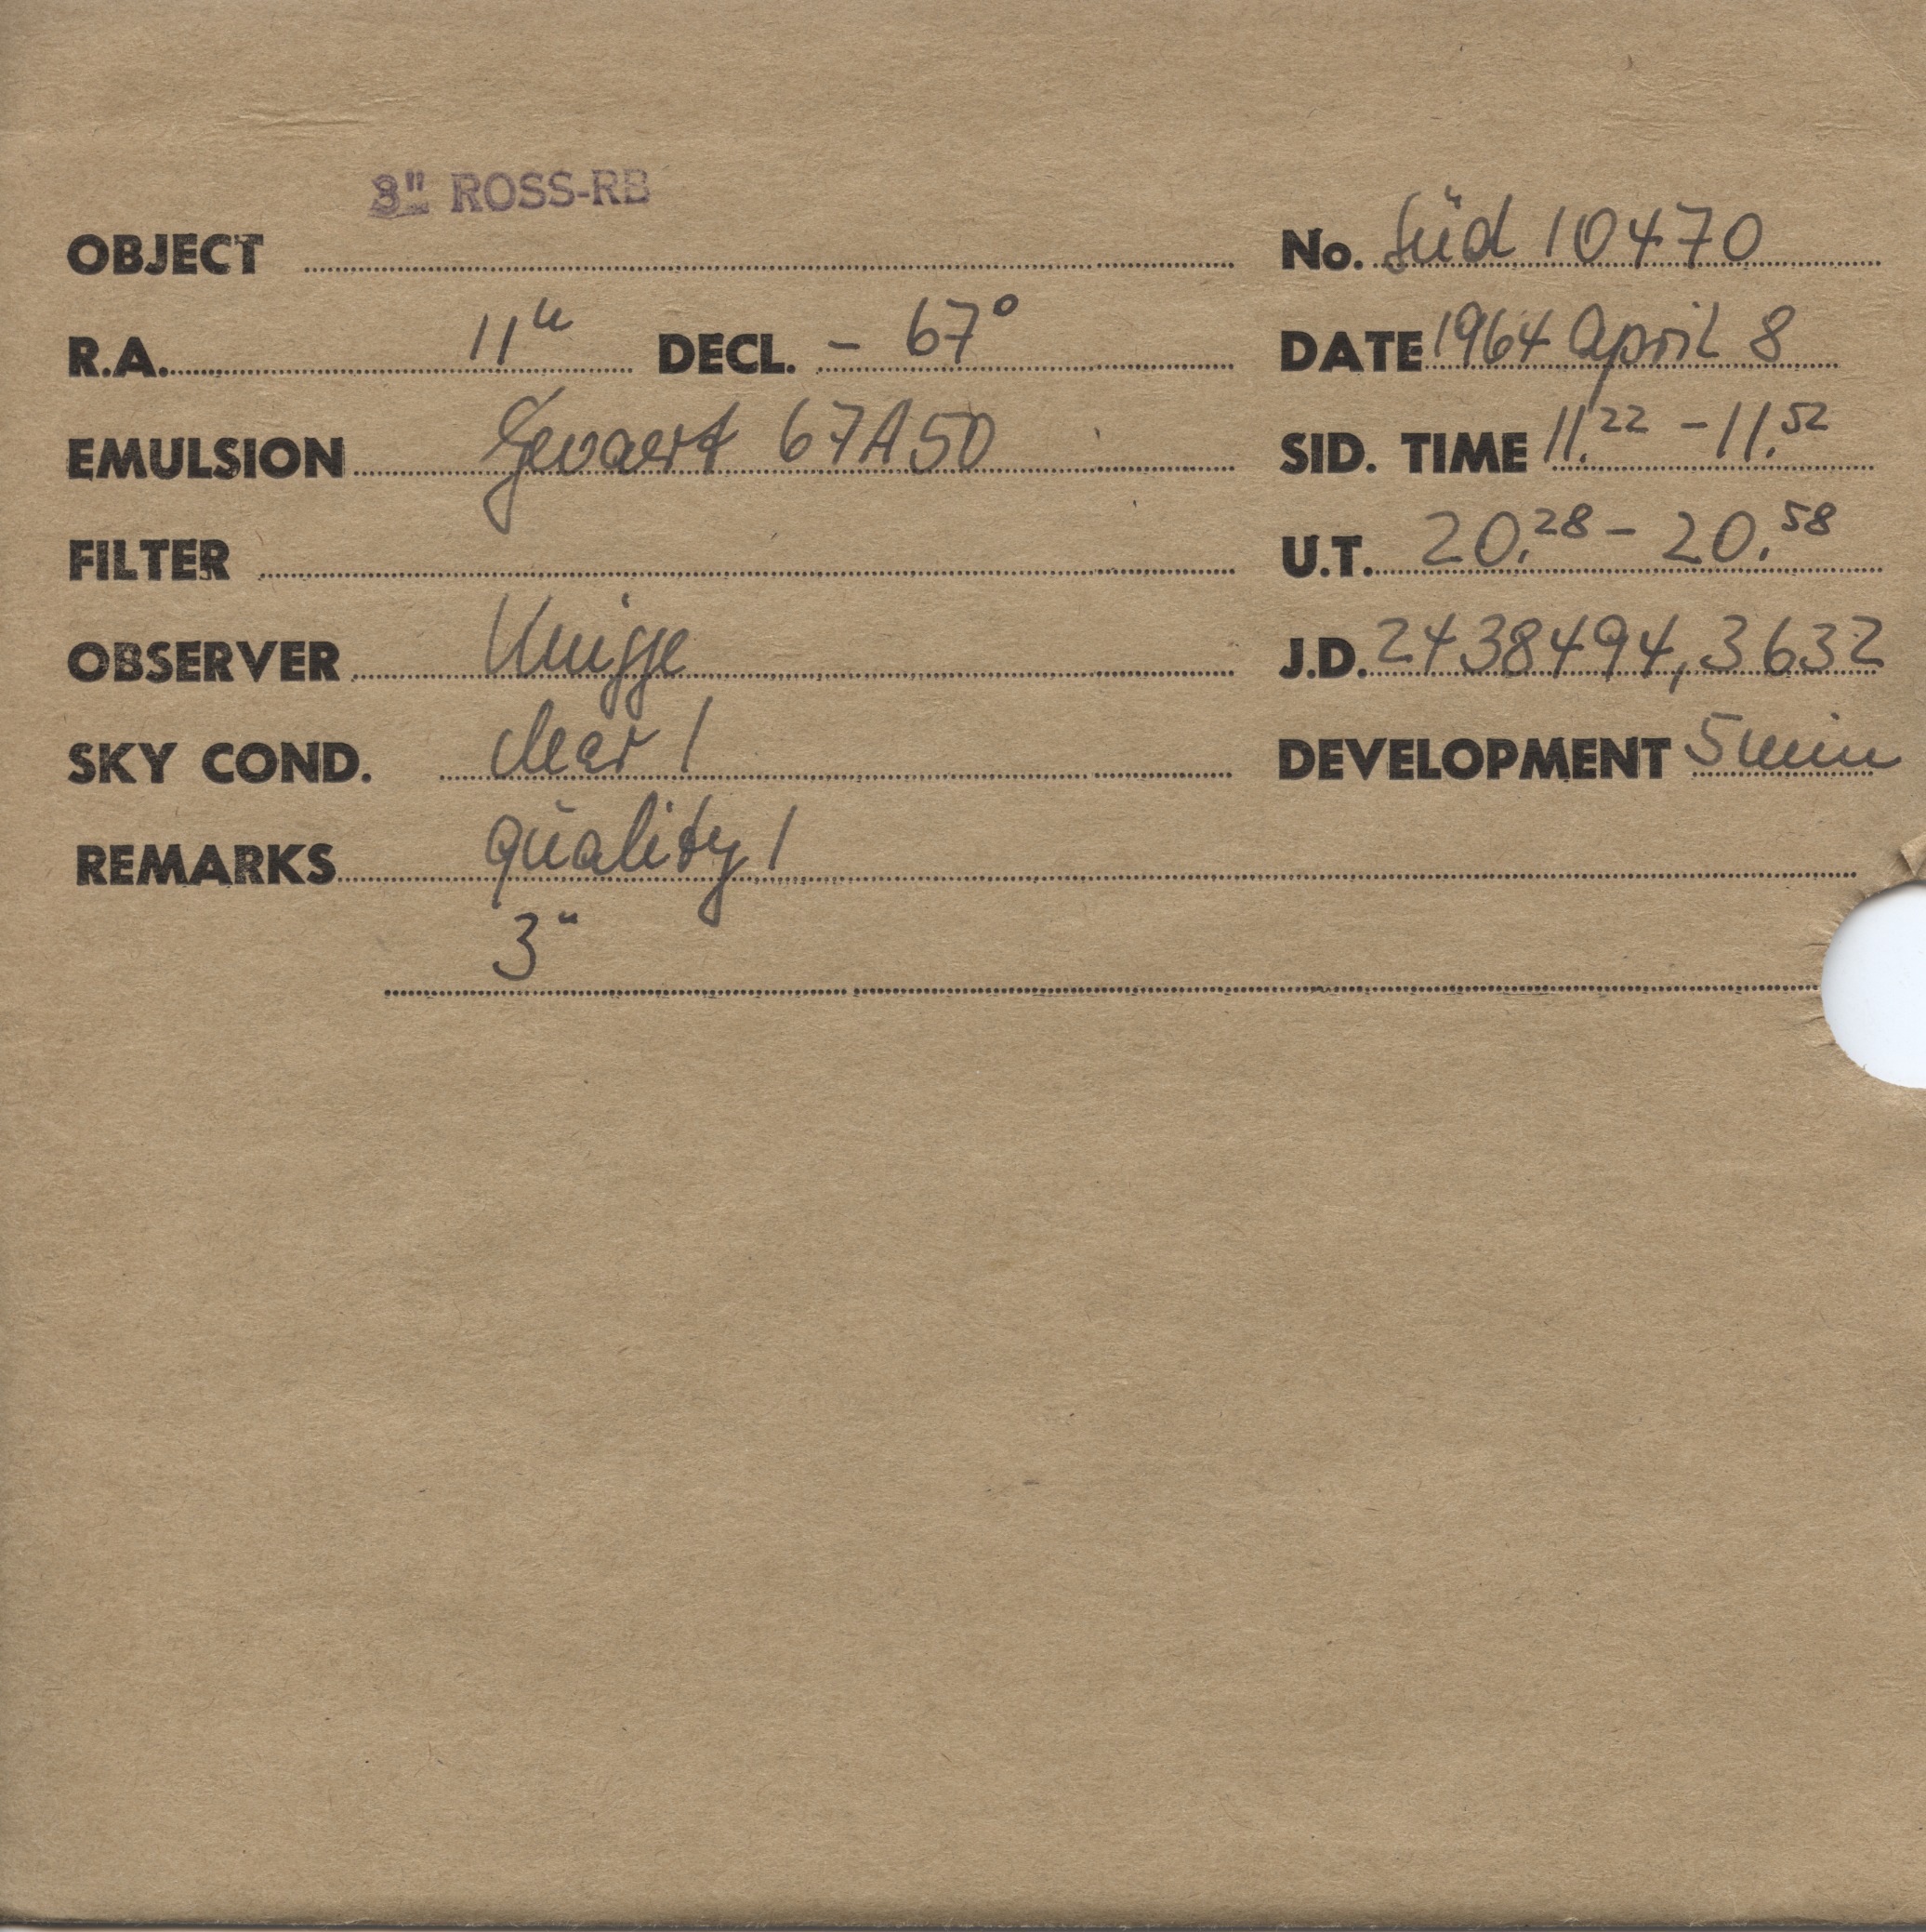 3" ROSS-RB
OBJECT No. Süd 10470
R.A. 11h DECL. - 67° DATE 1964 April 8
EMULSION Gevaert 67A50 SID. TIME 11.22 - 11.52
FILTER U.T. 20.28 - 20.58
OBSERVER Knigge J.D. 2438494,3632
SKY COND. clear 1 DEVELOPMENT 5 min
REMARKS quality 1
3"